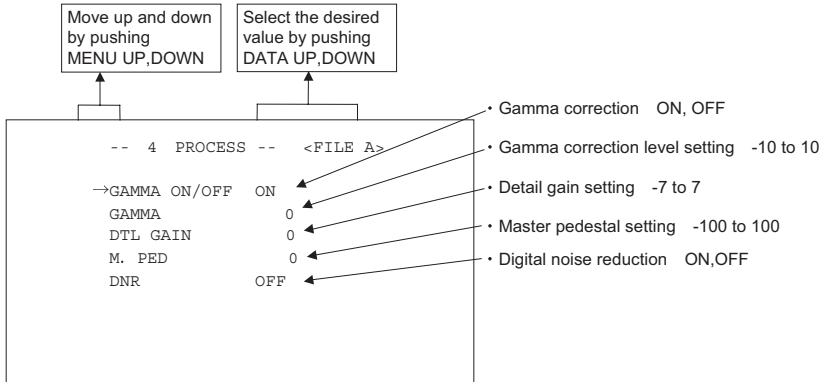 Move up and down
by pushing
MENU UP,DOWN
Select the desired
value by pushing
DATA UP,DOWN
-- 4 PROCESS -- <FILE A>
→GAMMA ON/OFF ON
GAMMA 0
DTL GAIN 0
M. PED 0
DNR OFF
・Gamma correction ON, OFF
・Gamma correction level setting -10 to 10
・Detail gain setting -7 to 7
・Master pedestal setting -100 to 100
・Digital noise reduction ON,OFF